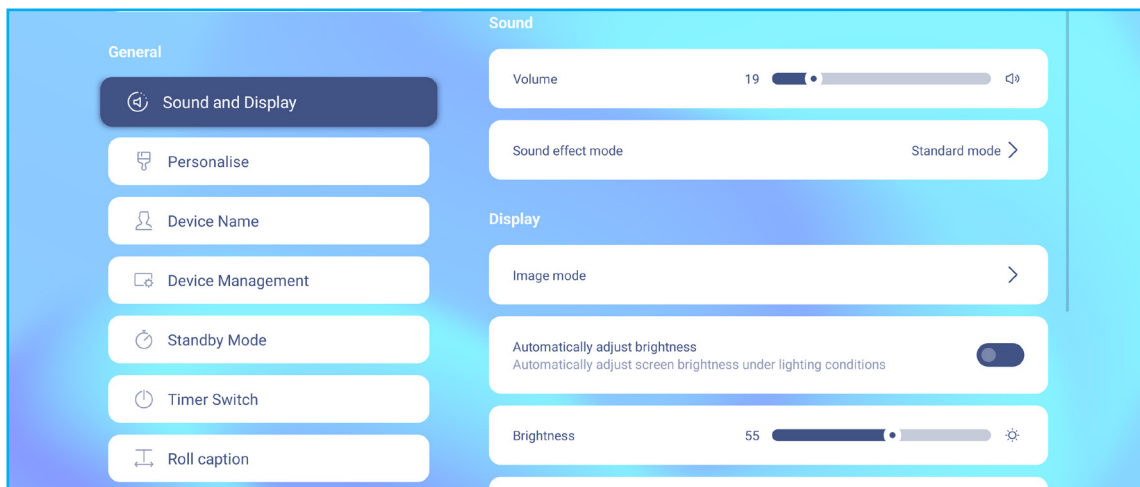 General
Sound and Display
Personalise
Device Name
Device Management
Standby Mode
Timer Switch
Roll caption
Sound
Volume 19
Sound effect mode Standard mode
Display
Image mode
Automatically adjust brightness
Automatically adjust screen brightness under lighting conditions
Brightness 55